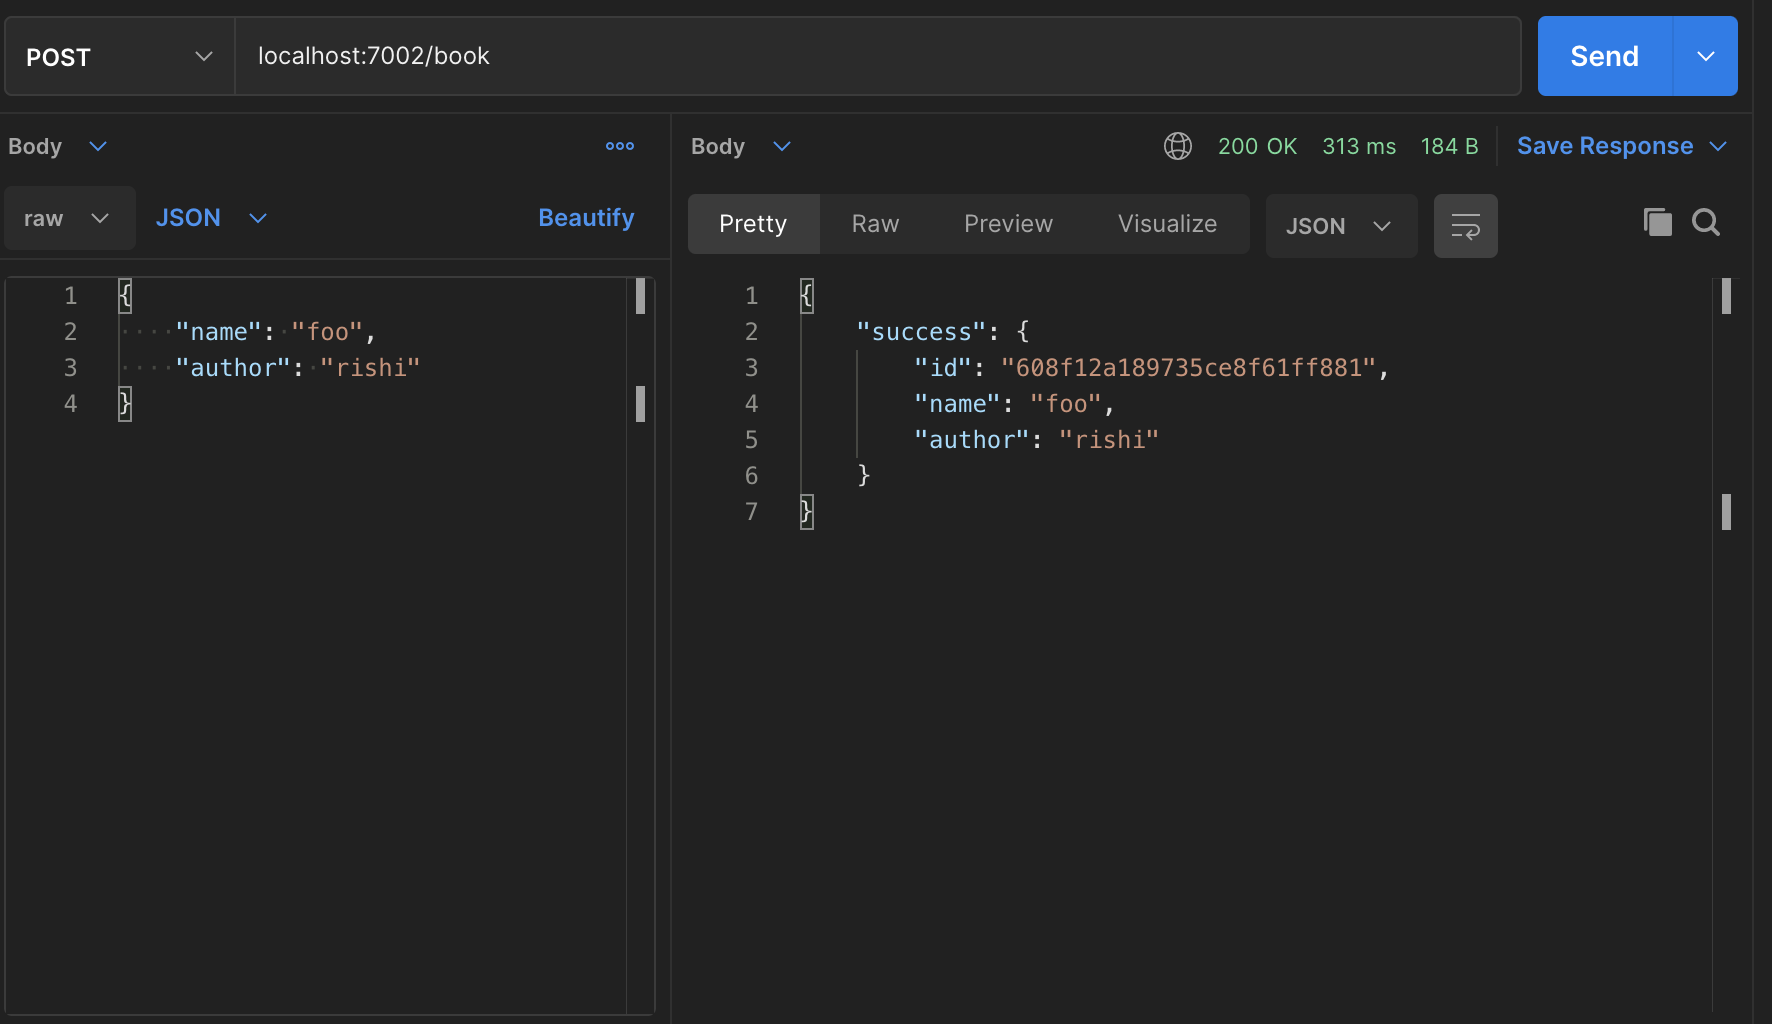 POST localhost:7002/book Send
Body ooo
raw JSON Beautify
1 {
2 "name": "foo",
3 "author": "rishi"
4 }
Body 200 OK 313 ms 184 B Save Response
Pretty Raw Preview Visualize JSON
1 {
2 "success": {
3 "id": "608f12a189735ce8f61ff881",
4 "name": "foo",
5 "author": "rishi"
6 }
7 }